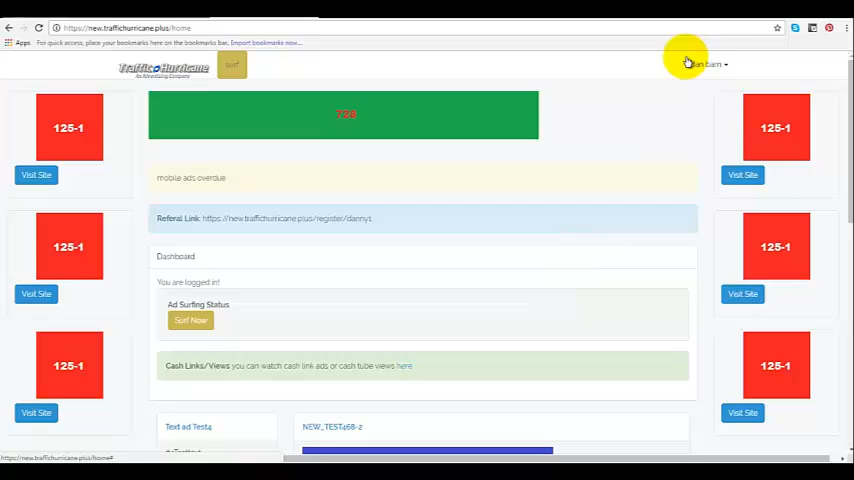 https://new.traffichurricane.plus/home
Apps
For quick access, place your bookmarks here on the bookmarks bar. Import bookmarks now...
Traffic Hurricane
An Advertising Company
surf
dan barn
125-1
728
125-1
Visit Site
mobile ads overdue
Visit Site
Referal Link: https://new.traffichurricane.plus/register/danny1
125-1
125-1
Dashboard
You are logged in!
Visit Site
Ad Surfing Status
Visit Site
Surf Now
125-1
Cash Links/Views you can watch cash link ads or cash tube views here
125-1
Visit Site
Visit Site
Text ad Test4
NEW_TEST468-2
https://new.traffichurricane.plus/home#